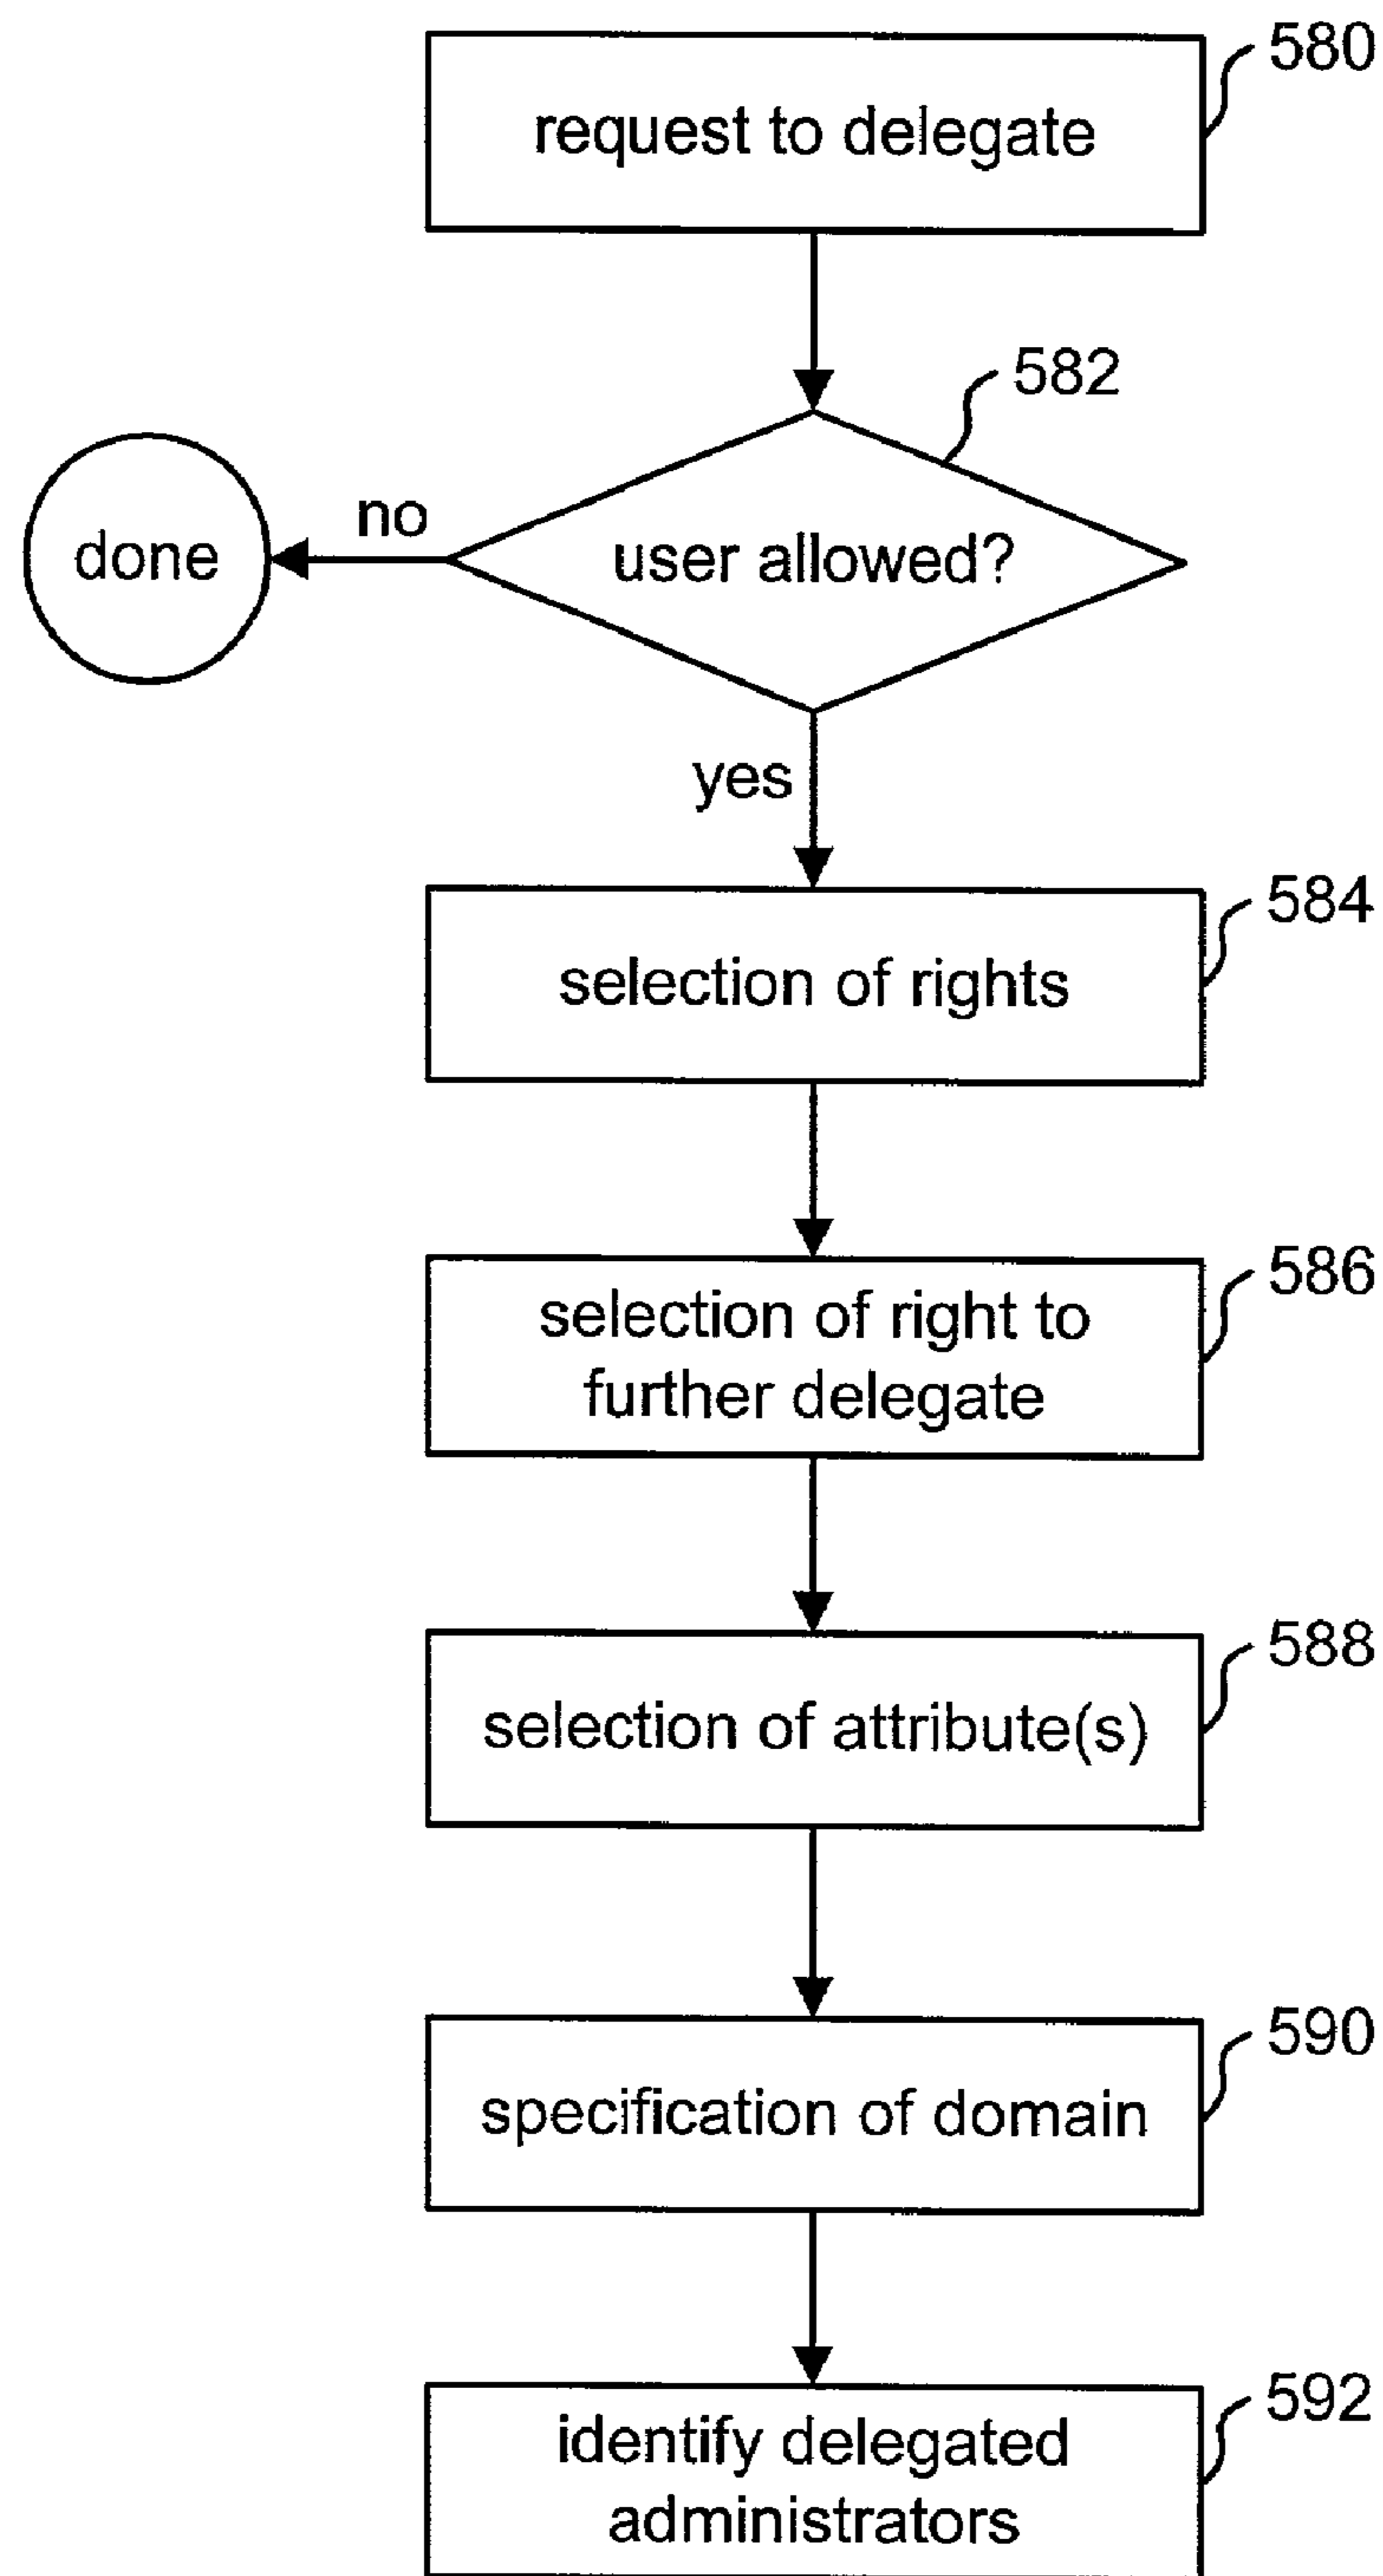 580
request to delegate
582
no
done
user allowed?
yes
584
selection of rights
586
selection of right to
further delegate
588
selection of attribute(s)
590
specification of domain
592
identify delegated
administrators